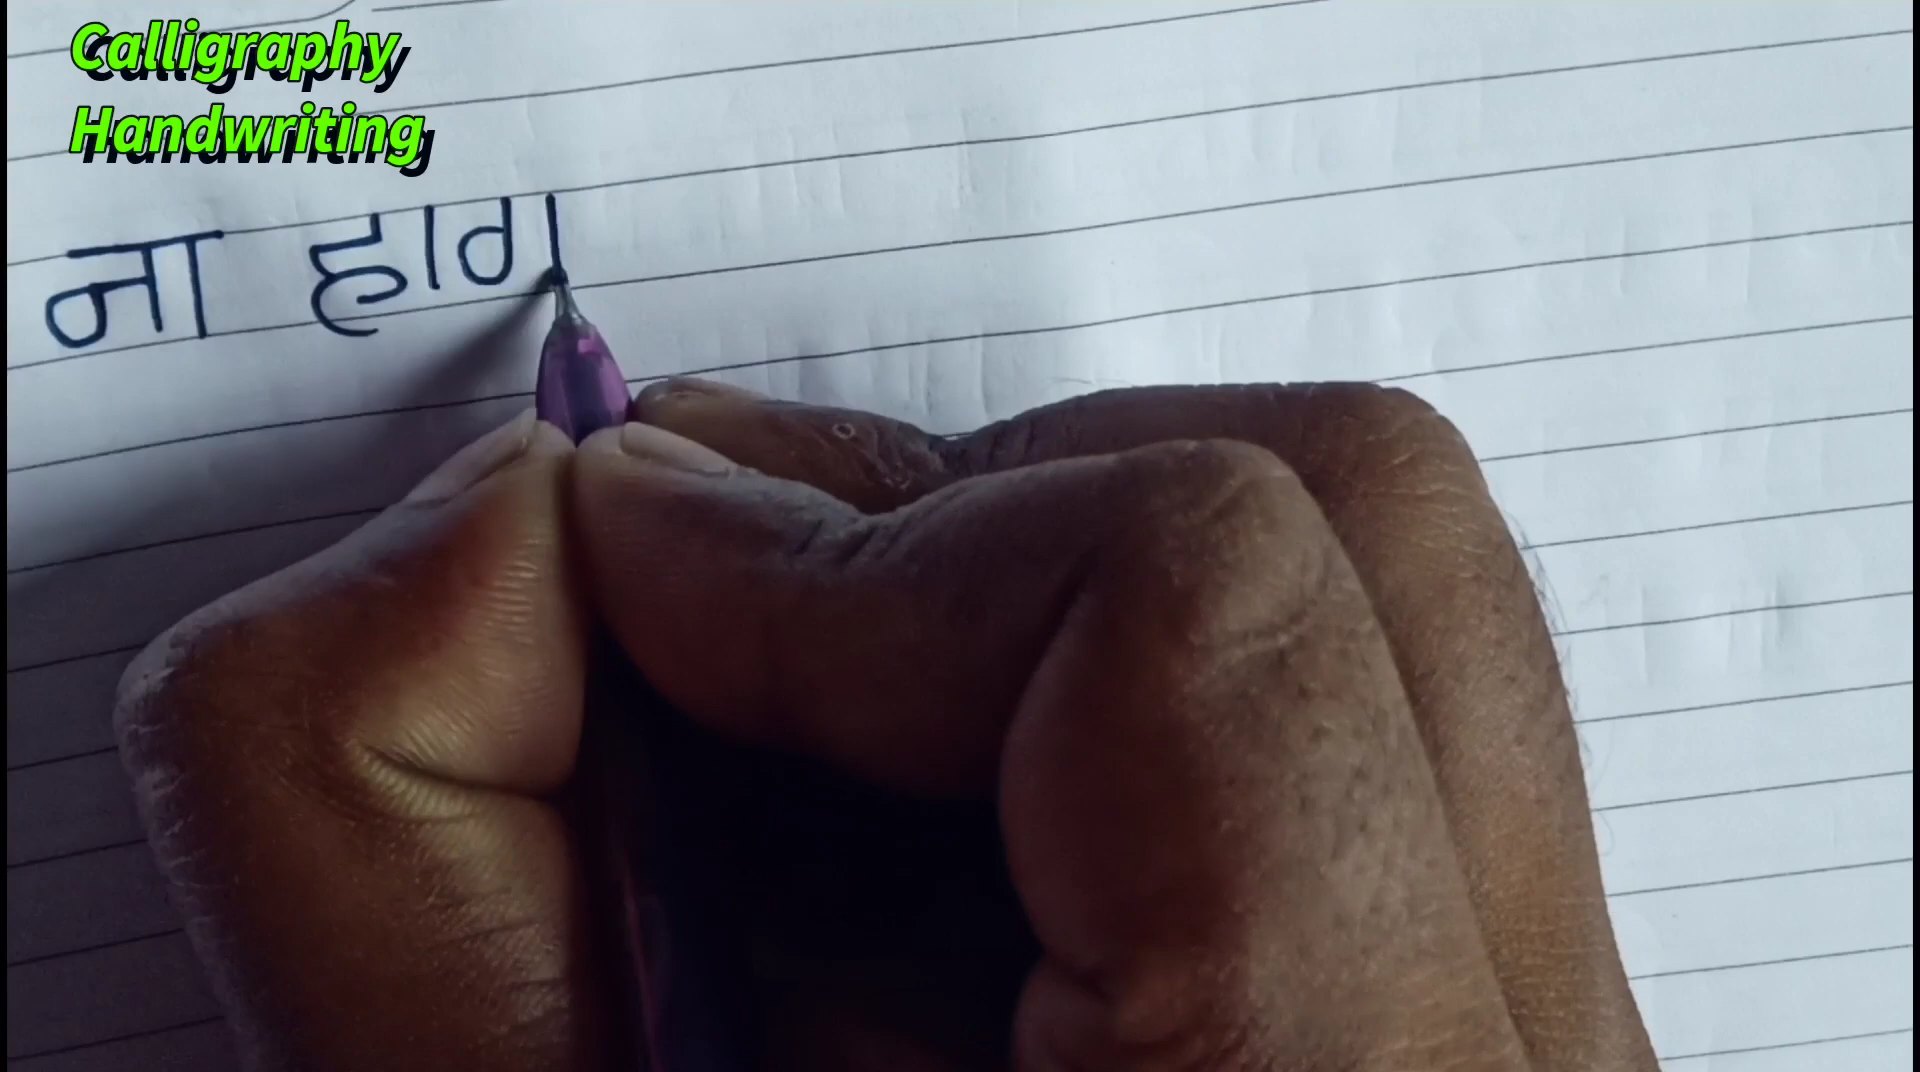 Calligraphy
Handwriting
ना हाग